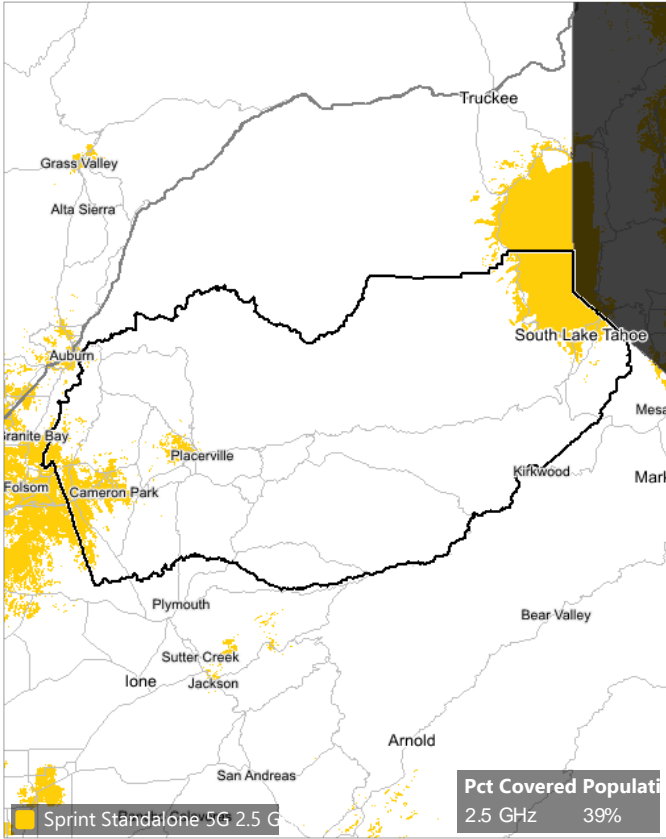 Truckee
Grass Valley
Alta Sierra
South Lake Tahoe
Auburn
Mesa
Granite Bay
Placerville
Kirkwood
Mark
Folsom
Cameron Park
Plymouth
Bear Valley
Sutter Creek
Ione
Jackson
Arnold
San Andreas
Pct Covered Populati
2.5 GHz 39%
Sprint Standalone 5G 2.5 G